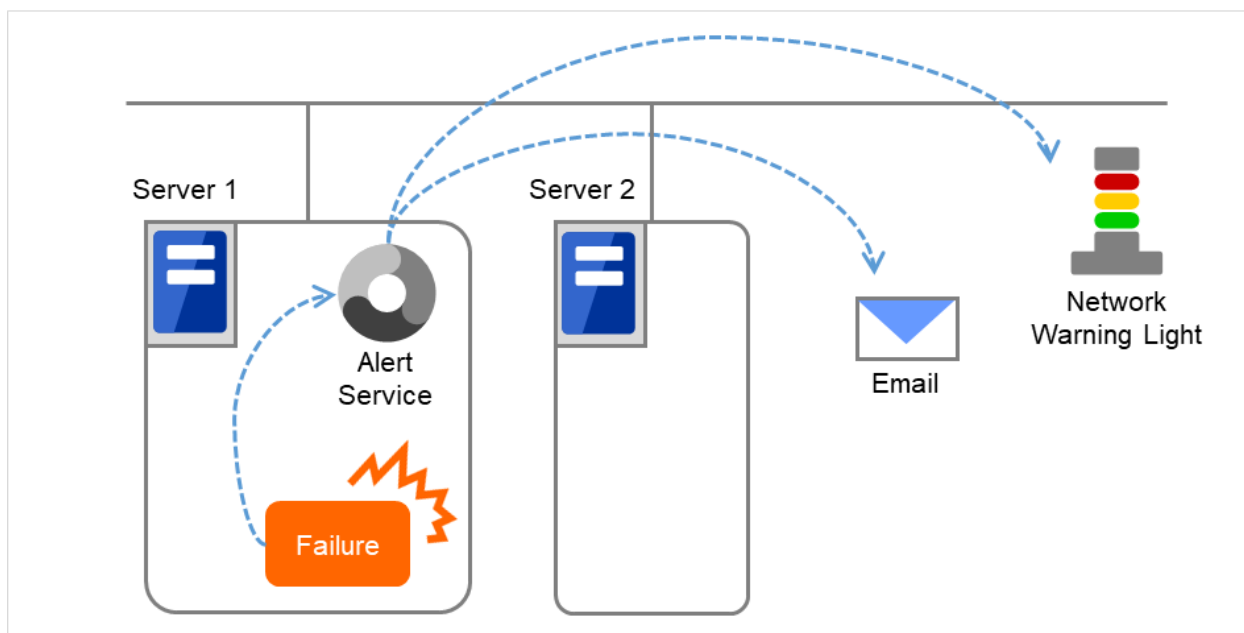 Server 1
Server 2
Alert
Service
Failure
Email
Network
Warning Light